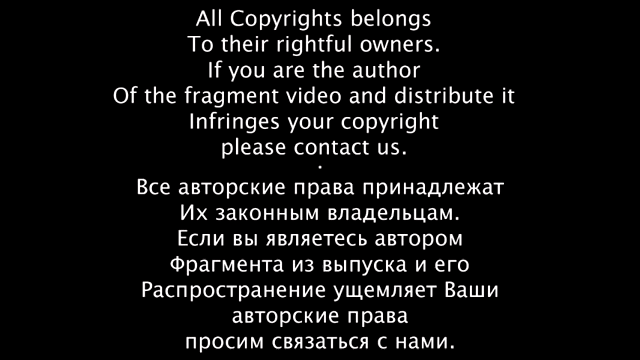 All Copyrights belongs
To their rightful owners.
If you are the author
Of the fragment video and distribute it
Infringes your copyright
please contact us.
.
Все авторские права принадлежат
Их законным владельцам.
Если вы являетесь автором
Фрагмента из выпуска и его
Распространение ущемляет Ваши
авторские права
просим связаться с нами.